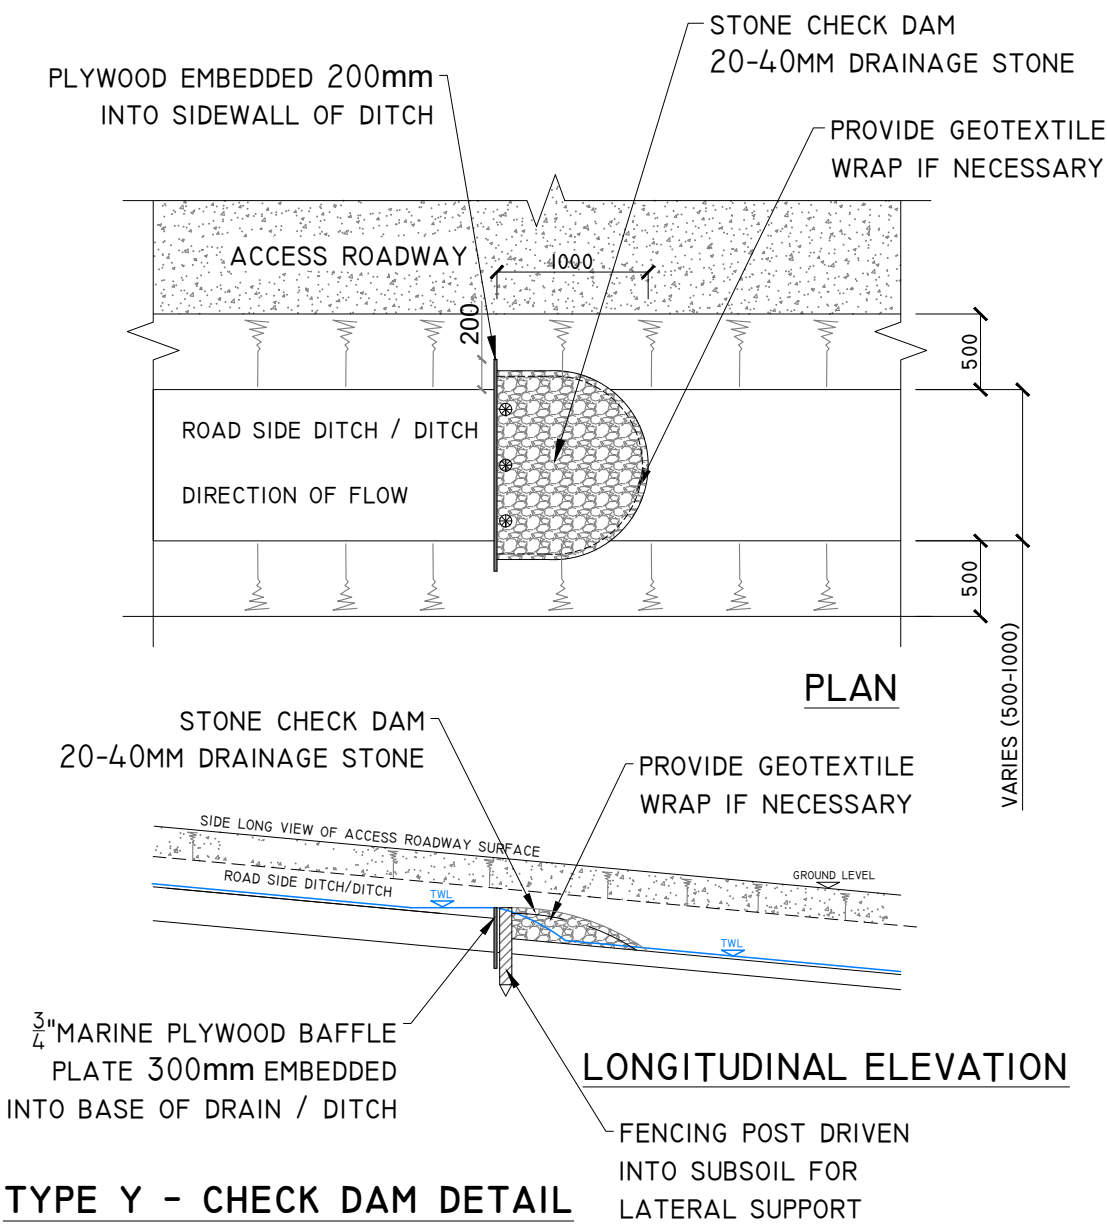 STONE CHECK DAM
20-40MM DRAINAGE STONE
PLYWOOD EMBEDDED 200mm
INTO SIDEWALL OF DITCH
PROVIDE GEOTEXTILE
WRAP IF NECESSARY
ACCESS ROADWAY
1000
200
500
ROAD SIDE DITCH / DITCH
DIRECTION OF FLOW
500
VARIES (500-1000)
PLAN
STONE CHECK DAM
20-40MM DRAINAGE STONE
PROVIDE GEOTEXTILE
WRAP IF NECESSARY
SIDE LONG VIEW OF ACCESS ROADWAY SURFACE
GROUND LEVEL
ROAD SIDE DITCH/DITCH
TWL
TWL
3/4"MARINE PLYWOOD BAFFLE
PLATE 300mm EMBEDDED
INTO BASE OF DRAIN / DITCH
LONGITUDINAL ELEVATION
FENCING POST DRIVEN
INTO SUBSOIL FOR
LATERAL SUPPORT
TYPE Y - CHECK DAM DETAIL